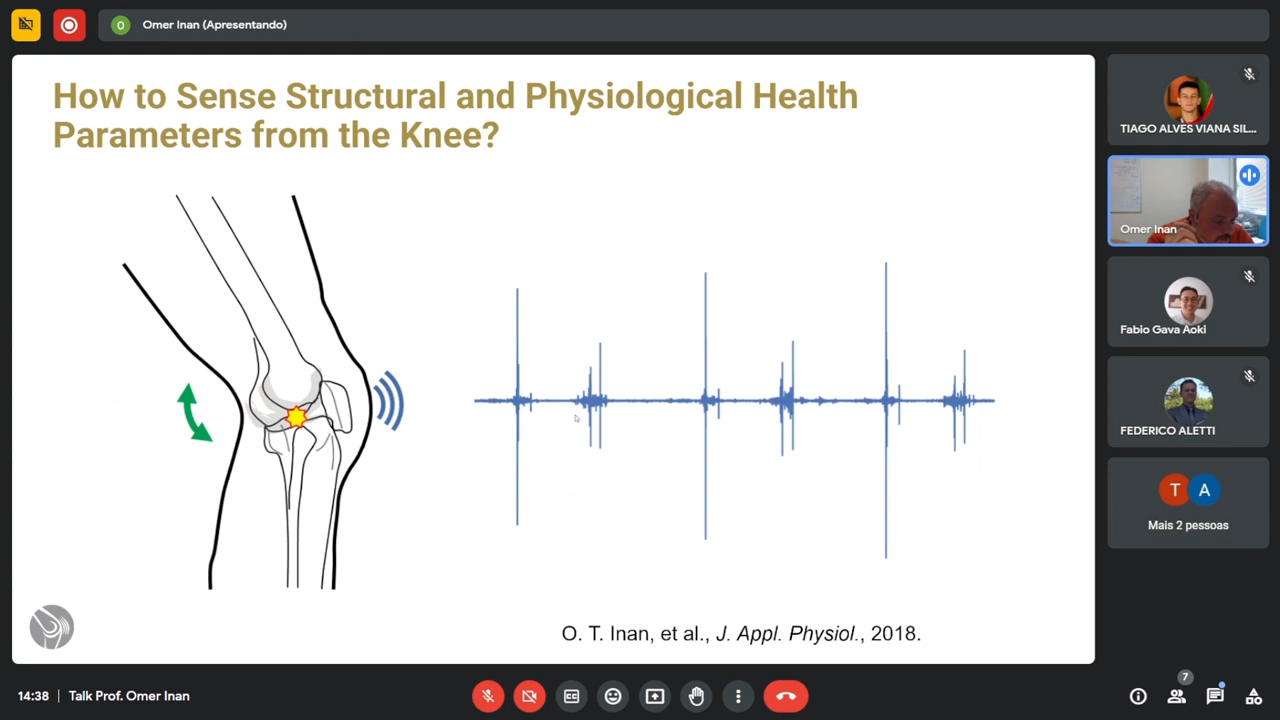 O Omer Inan (Apresentando)
How to Sense Structural and Physiological Health
Parameters from the Knee?
O. T. Inan, et al., J. Appl. Physiol., 2018.
TIAGO ALVES VIANA SIL...
Omer Inan
Fabio Gava Aoki
FEDERICO ALETTI
T A
Mais 2 pessoas
14:38 | Talk Prof. Omer Inan
CC
7